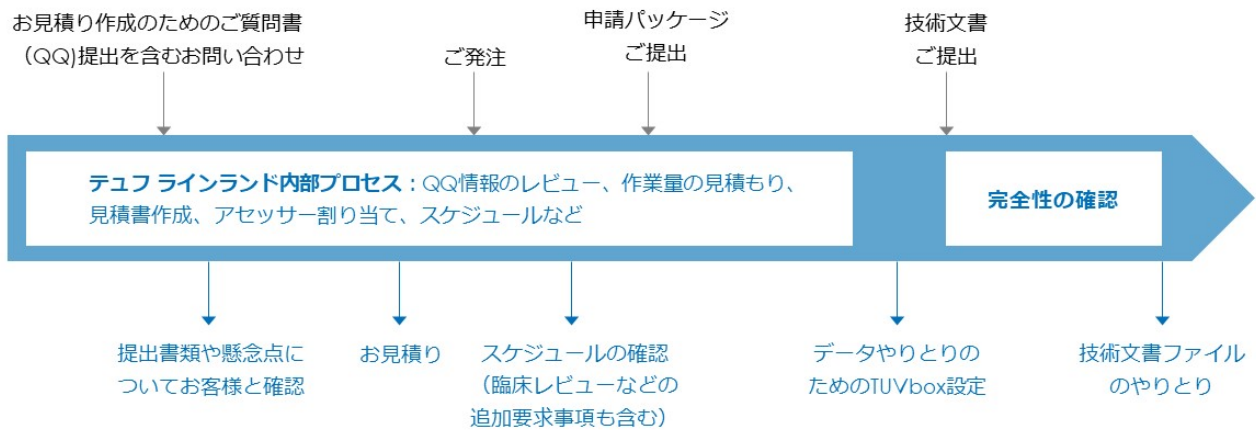 お見積り作成のためのご質問書
（QQ)提出を含むお問い合わせ
ご発注
申請パッケージ
ご提出
技術文書
ご提出
テュフ ラインランド内部プロセス：QQ情報のレビュー、作業量の見積もり、
見積書作成、アセッサー割り当て、スケジュールなど
完全性の確認
提出書類や懸念点に
ついてお客様と確認
お見積り
スケジュールの確認
（臨床レビューなどの
追加要求事項も含む）
データやりとりの
ためのTUVbox設定
技術文書ファイル
のやりとり